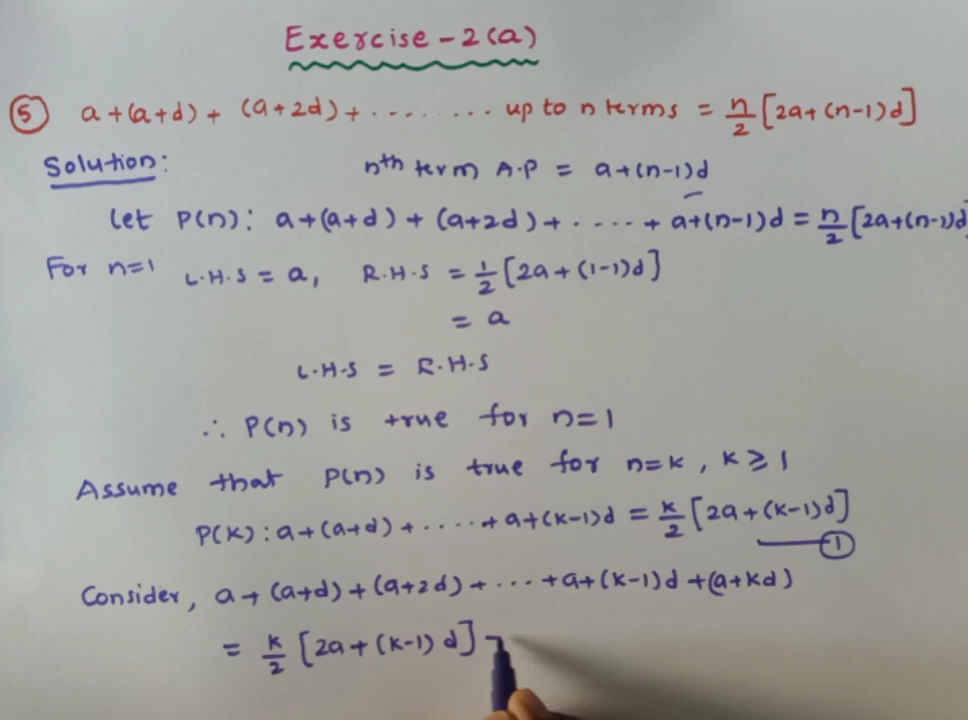 Exercise - 2(a)
⑤ a+(a+d)+ (a+2d)+ ......... up to n terms = n/2 [2a+(n-1)d]
Solution: nth term A.P = a+(n-1)d
Let P(n): a+(a+d)+(a+2d)+.....+ a+(n-1)d = n/2 [2a+(n-1)d]
For n=1 L.H.S = a, R.H.S = 1/2 [2a+(1-1)d]
= a
L.H.S = R.H.S
∴ P(n) is true for n=1
Assume that P(n) is true for n=k, k≥1
P(k): a+(a+d)+.....+a+(k-1)d = k/2 [2a+(k-1)d]
①
Consider, a+(a+d)+(a+2d)+...+a+(k-1)d+(a+kd)
= k/2 [2a+(k-1)d]